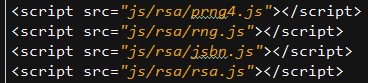 <script src="js/rsa/prng4.js"></script>
<script src="js/rsa/rng.js"></script>
<script src="js/rsa/jsbn.js"></script>
<script src="js/rsa/rsa.js"></script>